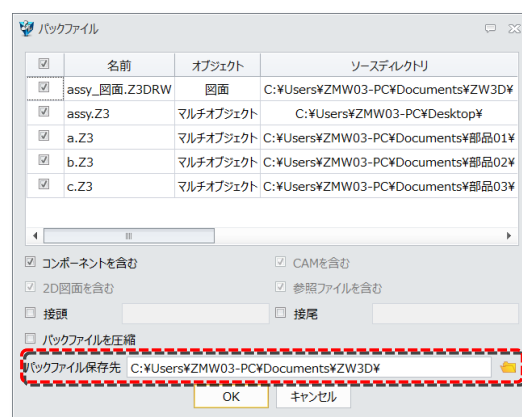 パックファイル
名前 オブジェクト ソースディレクトリ
assy_図面.Z3DRW 図面 C:¥Users¥ZMW03-PC¥Documents¥ZW3D¥
assy.Z3 マルチオブジェクト C:¥Users¥ZMW03-PC¥Desktop¥
a.Z3 マルチオブジェクト C:¥Users¥ZMW03-PC¥Documents¥部品01¥
b.Z3 マルチオブジェクト C:¥Users¥ZMW03-PC¥Documents¥部品02¥
c.Z3 マルチオブジェクト C:¥Users¥ZMW03-PC¥Documents¥部品03¥
コンポーネントを含む CAMを含む
2D図面を含む 参照ファイルを含む
接頭 接尾
パックファイルを圧縮
パックファイル保存先 C:¥Users¥ZMW03-PC¥Documents¥ZW3D¥
OK キャンセル